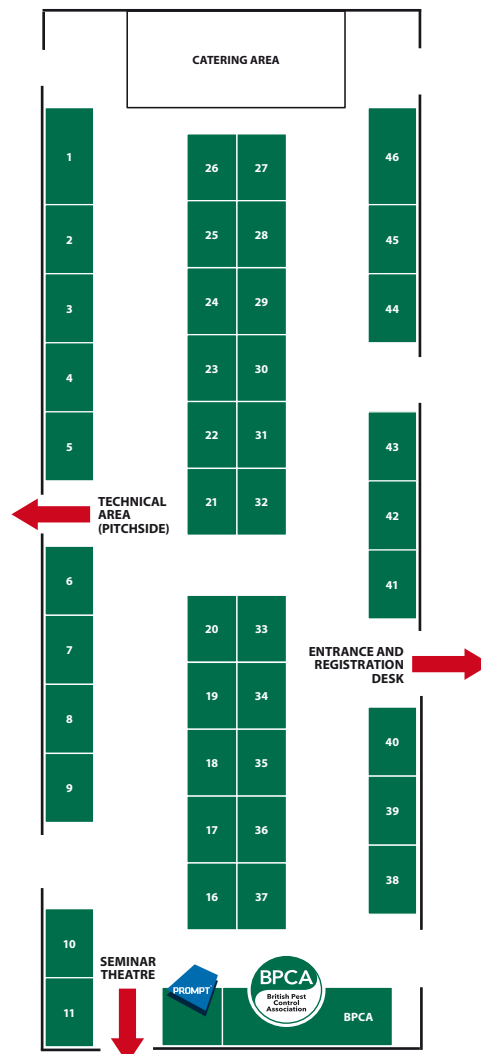 CATERING AREA
1
2
3
4
5
TECHNICAL
AREA
(PITCHSIDE)
6
7
8
9
10
11
SEMINAR
THEATRE
26 27
25 28
24 29
23 30
22 31
21 32
20 33
19 34
18 35
17 36
16 37
46
45
44
43
42
41
ENTRANCE AND
REGISTRATION
DESK
40
39
38
PROMPT
BPCA
British Pest
Control
Association
BPCA